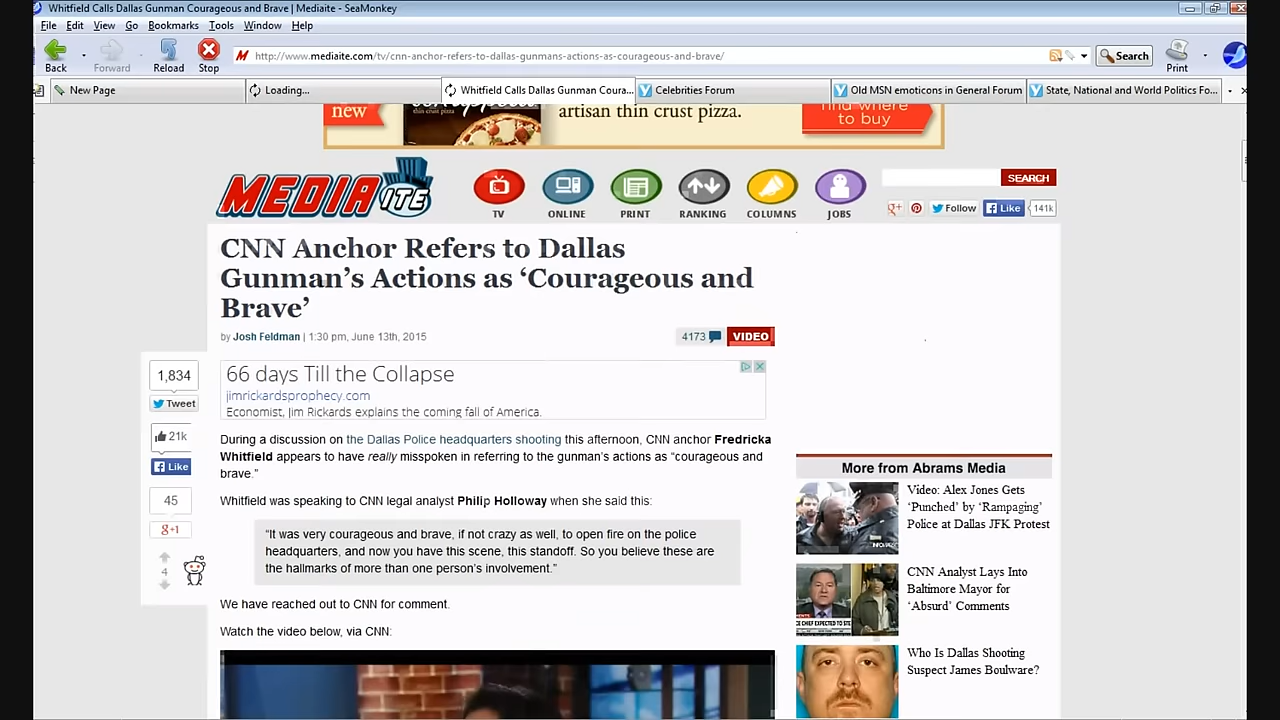 Whitfield Calls Dallas Gunman Courageous and Brave | Mediaite - SeaMonkey
File Edit View Go Bookmarks Tools Window Help
Back Forward Reload Stop
http://www.mediaite.com/tv/cnn-anchor-refers-to-dallas-gunmans-actions-as-courageous-and-brave/
Search
Print
New Page
Loading...
Whitfield Calls Dallas Gunman Coura...
Celebrities Forum
Old MSN emoticons in General Forum
State, National and World Politics Fo...
new
artisan thin crust pizza.
find where
to buy
MEDIAITE
TV ONLINE PRINT RANKING COLUMNS JOBS
SEARCH
Follow
Like
141k
CNN Anchor Refers to Dallas
Gunman’s Actions as ‘Courageous and
Brave’
by Josh Feldman | 1:30 pm, June 13th, 2015
4173
VIDEO
1,834
Tweet
21k
Like
45
g+1
4
66 days Till the Collapse
jimrickardsprophecy.com
Economist, Jim Rickards explains the coming fall of America.
During a discussion on the Dallas Police headquarters shooting this afternoon, CNN anchor Fredricka
Whitfield appears to have really misspoken in referring to the gunman’s actions as “courageous and
brave.”
Whitfield was speaking to CNN legal analyst Philip Holloway when she said this:
“It was very courageous and brave, if not crazy as well, to open fire on the police
headquarters, and now you have this scene, this standoff. So you believe these are
the hallmarks of more than one person’s involvement.”
We have reached out to CNN for comment.
Watch the video below, via CNN:
More from Abrams Media
Video: Alex Jones Gets
‘Punched’ by ‘Rampaging’
Police at Dallas JFK Protest
CNN Analyst Lays Into
Baltimore Mayor for
‘Absurd’ Comments
Who Is Dallas Shooting
Suspect James Boulware?